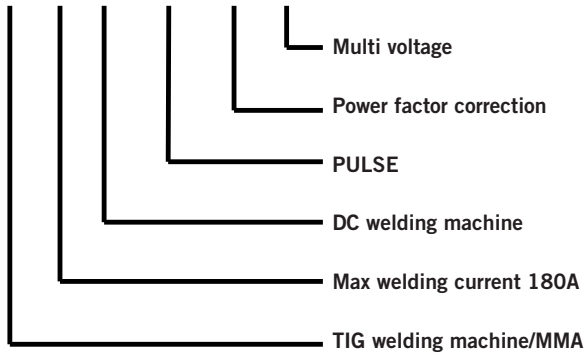 Multi voltage
Power factor correction
PULSE
DC welding machine
Max welding current 180A
TIG welding machine/MMA